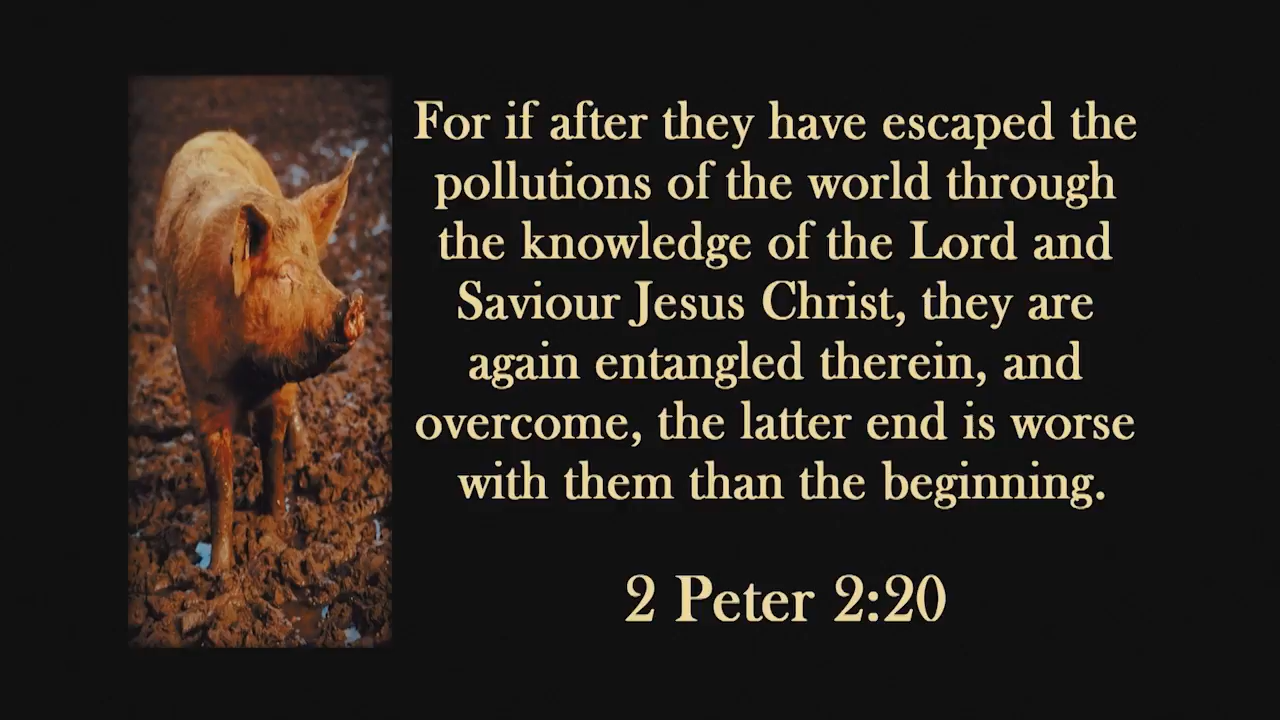 For if after they have escaped the
pollutions of the world through
the knowledge of the Lord and
Saviour Jesus Christ, they are
again entangled therein, and
overcome, the latter end is worse
with them than the beginning.
2 Peter 2:20